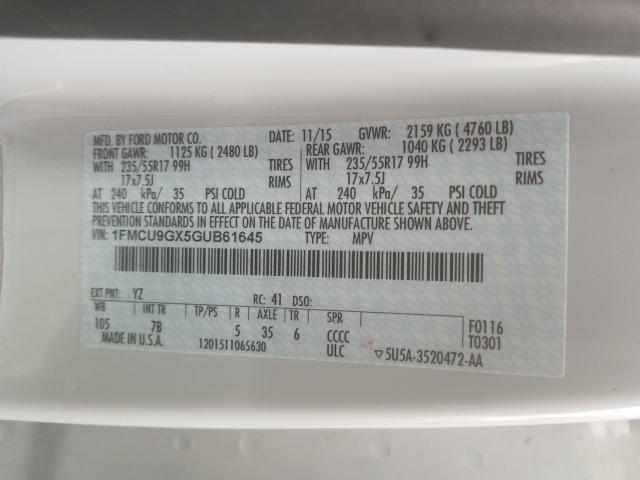 MFD. BY FORD MOTOR CO. DATE: 11/15 GVWR: 2159 KG ( 4760 LB)
FRONT GAWR: 1125 KG ( 2480 LB) REAR GAWR: 1040 KG ( 2293 LB)
WITH 235/55R17 99H TIRES WITH 235/55R17 99H TIRES
17x7.5J RIMS 17x7.5J RIMS
AT 240 kPa/ 35 PSI COLD AT 240 kPa/ 35 PSI COLD
THIS VEHICLE CONFORMS TO ALL APPLICABLE FEDERAL MOTOR VEHICLE SAFETY AND THEFT
PREVENTION STANDARDS IN EFFECT ON THE DATE OF MANUFACTURE SHOWN ABOVE.
VIN: 1FMCU9GX5GUB61645 TYPE: MPV
EXT PNT: YZ RC: 41 DSO:
WB INT TR TP/PS R AXLE TR SPR
105 7B 5 35 6 CCCC F0116
MADE IN U.S.A. 1201511065630 ULC T0301
▽5U5A-3520472-AA